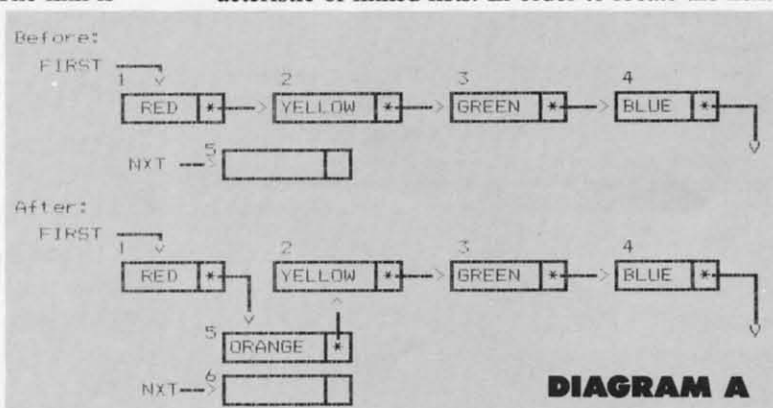 Before:
FIRST
1 2 3 4
RED * YELLOW * GREEN * BLUE *
5
NXT
After:
FIRST
1 2 3 4
RED * YELLOW * GREEN * BLUE *
5
ORANGE *
6
NXT
DIAGRAM A